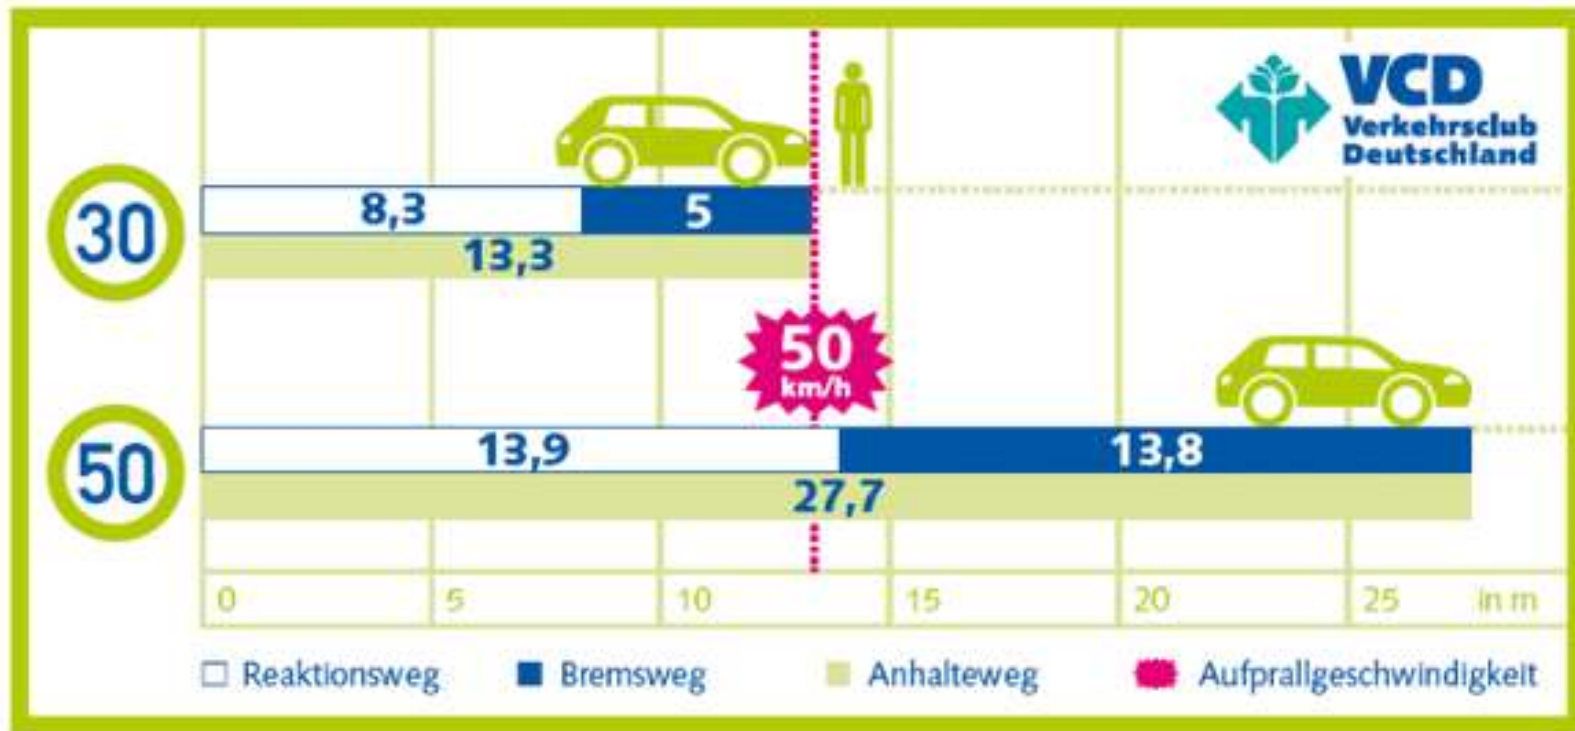 VCD
Verkehrsclub
Deutschland
30
8,3 5
13,3
50
km/h
50
13,9 13,8
27,7
0 5 10 15 20 25 in m
Reaktionsweg Bremsweg Anhalteweg Aufprallgeschwindigkeit